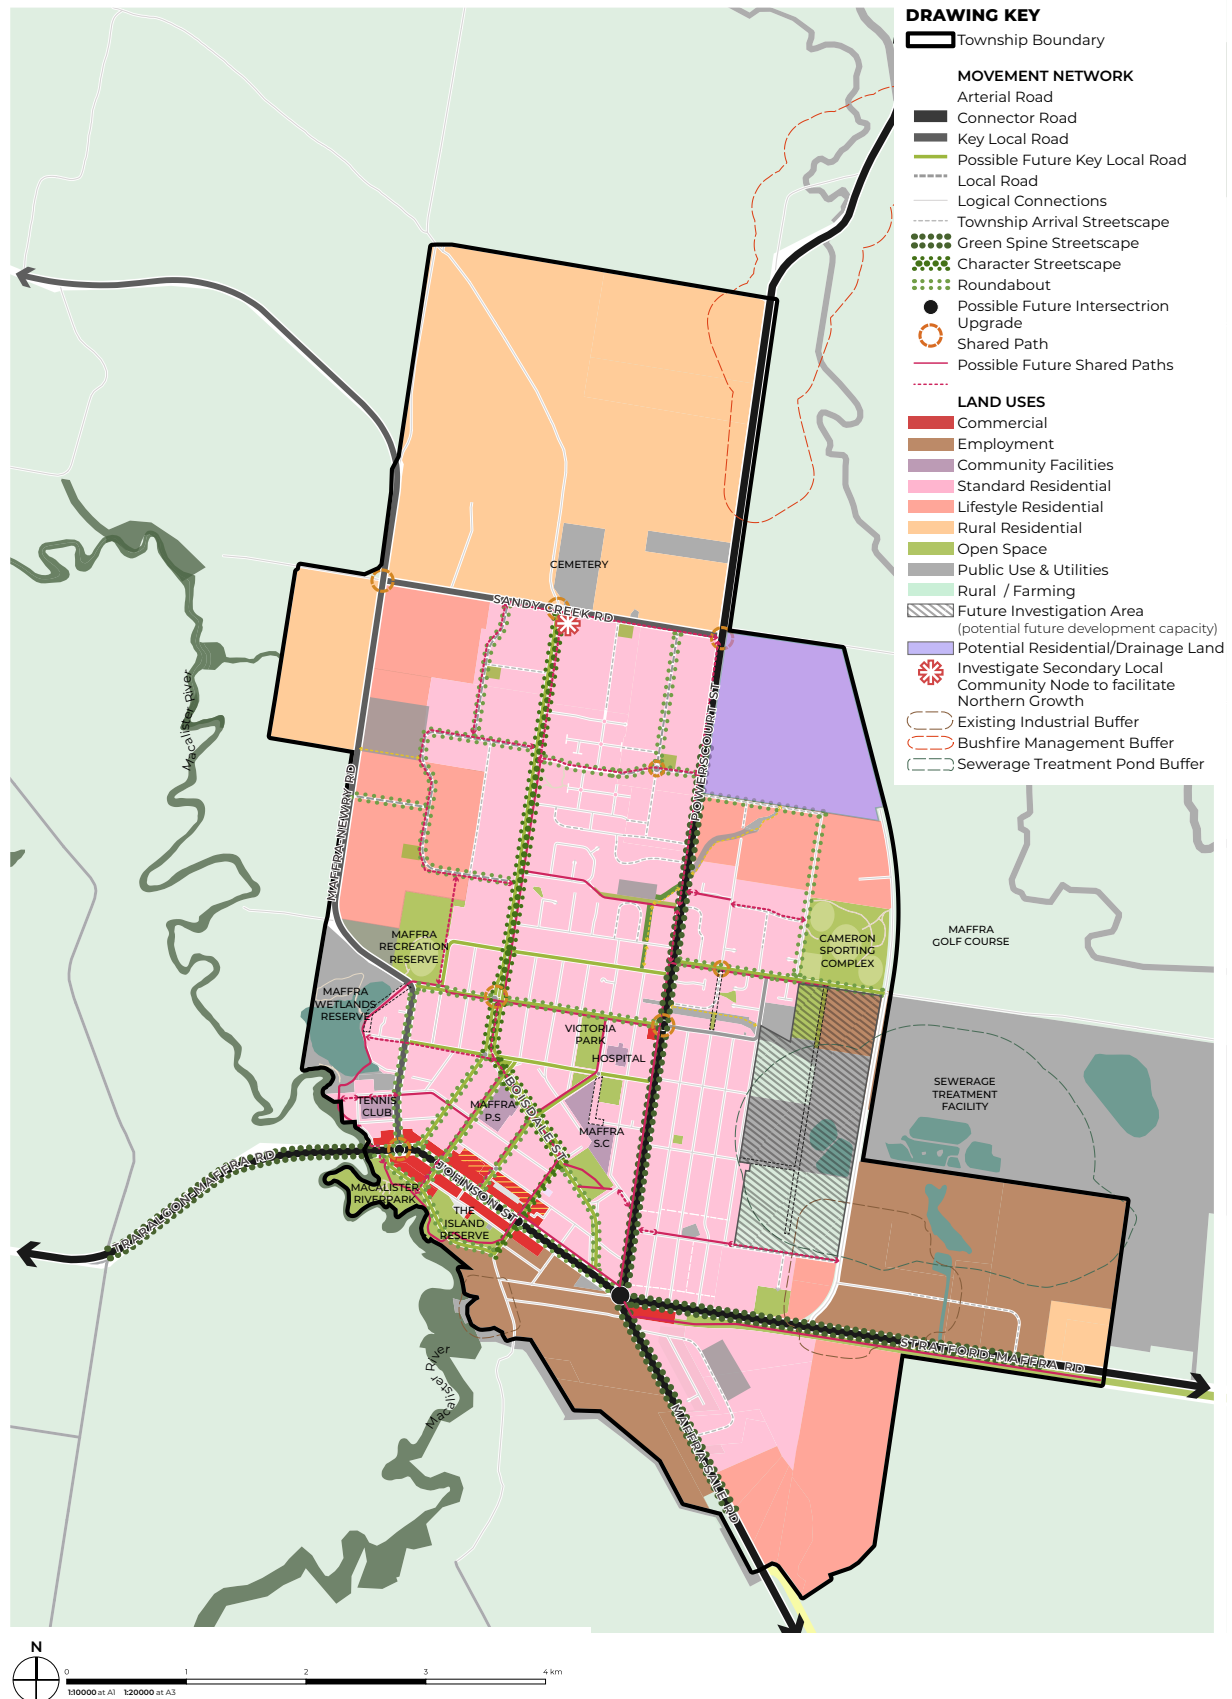 DRAWING KEY
Township Boundary
MOVEMENT NETWORK
Arterial Road
Connector Road
Key Local Road
Possible Future Key Local Road
Local Road
Logical Connections
Township Arrival Streetscape
Green Spine Streetscape
Character Streetscape
Roundabout
Possible Future Intersectrion
Upgrade
Shared Path
Possible Future Shared Paths
LAND USES
Commercial
Employment
Community Facilities
Standard Residential
Lifestyle Residential
Rural Residential
Open Space
Public Use & Utilities
Rural / Farming
Future Investigation Area
(potential future development capacity)
Potential Residential/Drainage Land
Investigate Secondary Local
Community Node to facilitate
Northern Growth
Existing Industrial Buffer
Bushfire Management Buffer
Sewerage Treatment Pond Buffer
CEMETERY
SANDY CREEK RD
Macalister River
POWERSCOURT ST
MAFFRA-NEWRY RD
MAFFRA
RECREATION
RESERVE
CAMERON
SPORTING
COMPLEX
MAFFRA
GOLF COURSE
MAFFRA
WETLANDS
RESERVE
VICTORIA
PARK
HOSPITAL
SEWERAGE
TREATMENT
FACILITY
TENNIS
CLUB
MAFFRA
P.S
BOISDALE ST
MAFFRA
S.C
TRARALGON-MAFFRA RD
JOHNSON ST
MACALISTER
RIVERPARK
THE
ISLAND
RESERVE
STRATFORD-MAFFRA RD
Macalister River
MAFFRA-SALE RD
N
0 1 2 3 4 km
1:10000 at A1 1:20000 at A3